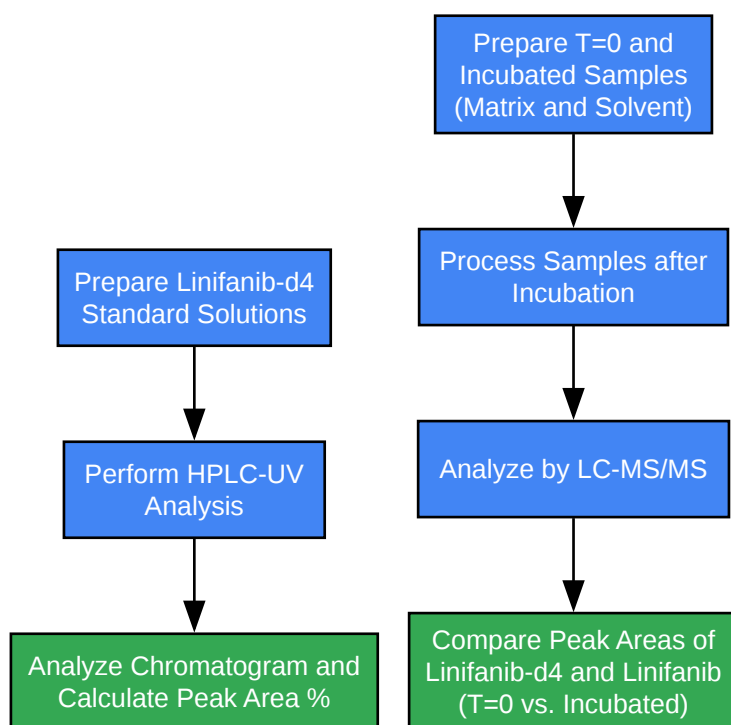 Prepare Linifanib-d4
Standard Solutions
Perform HPLC-UV
Analysis
Analyze Chromatogram and
Calculate Peak Area %
Prepare T=0 and
Incubated Samples
(Matrix and Solvent)
Process Samples after
Incubation
Analyze by LC-MS/MS
Compare Peak Areas of
Linifanib-d4 and Linifanib
(T=0 vs. Incubated)